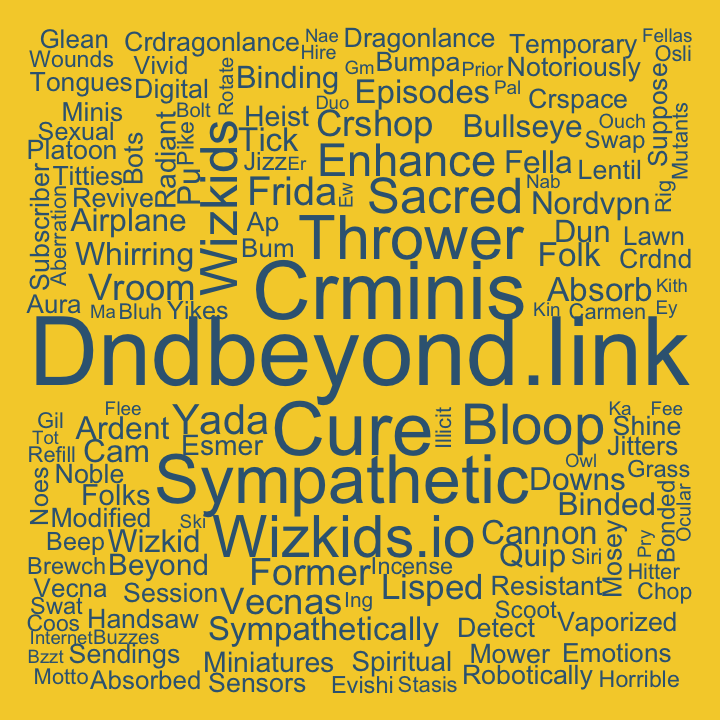 Glean
Crdragonlance
Nae
Hire
Dragonlance
Temporary
Fellas
Osli
Wounds
Vivid
Rotate
Binding
Gm
Bumpa
Prior
Notoriously
Suppose
Tongues
Digital
Duo
Episodes
Pal
Crspace
Minis
Bolt
Heist
Crshop
Bullseye
Ouch
Mutants
Sexual
Bots
Radiant
Pike
Pu
Wizkids
Tick
Swap
Platoon
Jizz
Er
Enhance
Fella
Lentil
Titties
Nab
Rig
Subscriber
Aberration
Revive
Frida
Ew
Sacred
Nordvpn
Airplane
Ap
Thrower
Dun
Lawn
Whirring
Bum
Folk
Crdnd
Vroom
Crminis
Absorb
Kith
Aura
Ma
Bluh
Yikes
Kin
Carmen
Ey
Dndbeyond.link
Gil
Flee
Yada
Cure
Illicit
Bloop
Ka
Fee
Tot
Ardent
Shine
Refill
Cam
Esmer
Jitters
Noes
Noble
Sympathetic
Owl
Downs
Grass
Folks
Binded
Bonded
Ocular
Modified
Ski
Wizkids.io
Cannon
Mosey
Pry
Beep
Wizkid
Quip
Siri
Brewch
Beyond
Former
Incense
Hitter
Vecna
Session
Lisped
Resistant
Chop
Swat
Vecnas
Ing
Scoot
Coos
Handsaw
Sympathetically
Detect
Vaporized
Internet
Buzzes
Bzzt
Sendings
Miniatures
Spiritual
Mower
Emotions
Motto
Absorbed
Sensors
Evishi
Stasis
Robotically
Horrible